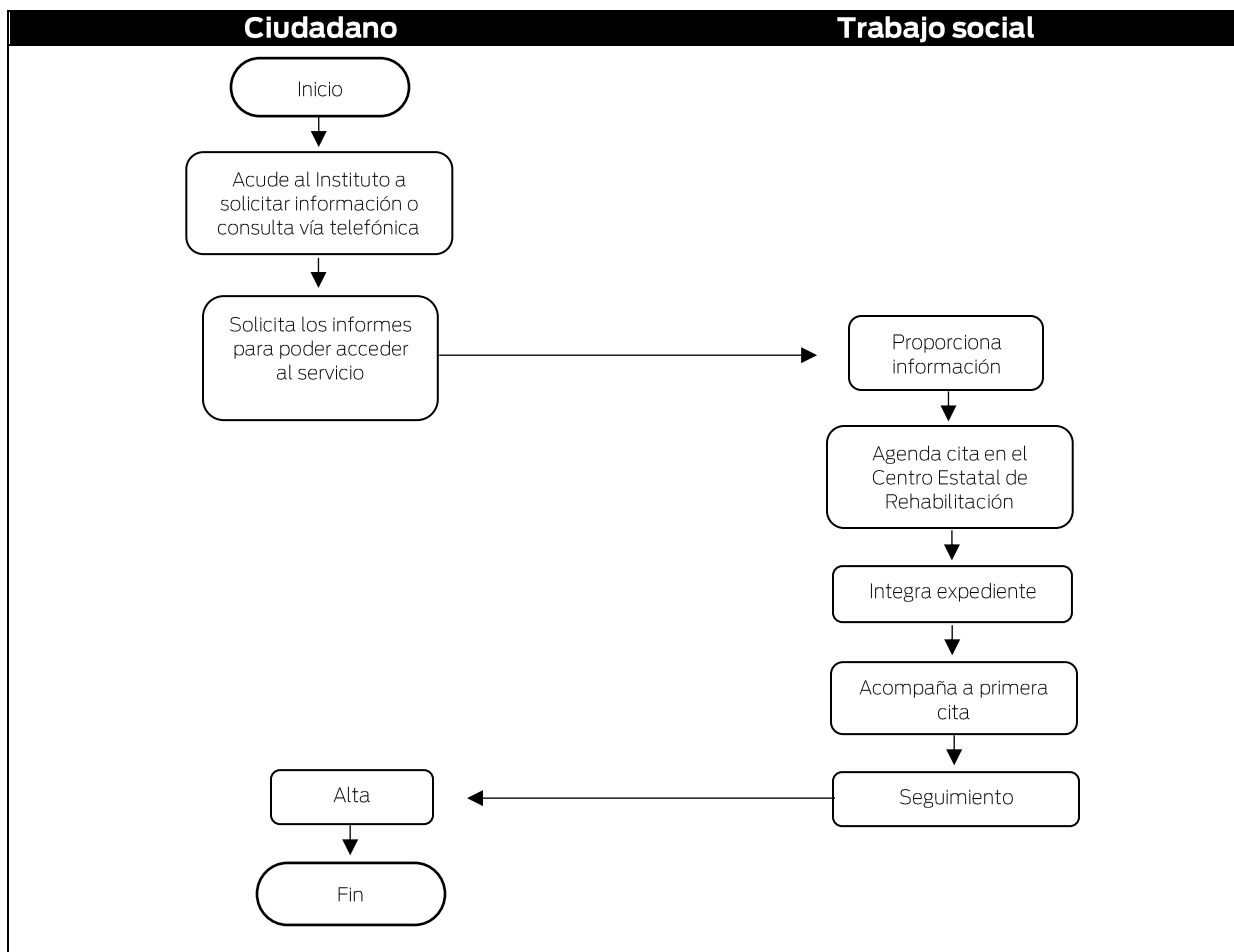 Ciudadano
Trabajo social
Inicio
Acude al Instituto a
solicitar información o
consulta vía telefónica
Solicita los informes
para poder acceder
al servicio
Proporciona
información
Agenda cita en el
Centro Estatal de
Rehabilitación
Integra expediente
Acompaña a primera
cita
Seguimiento
Alta
Fin